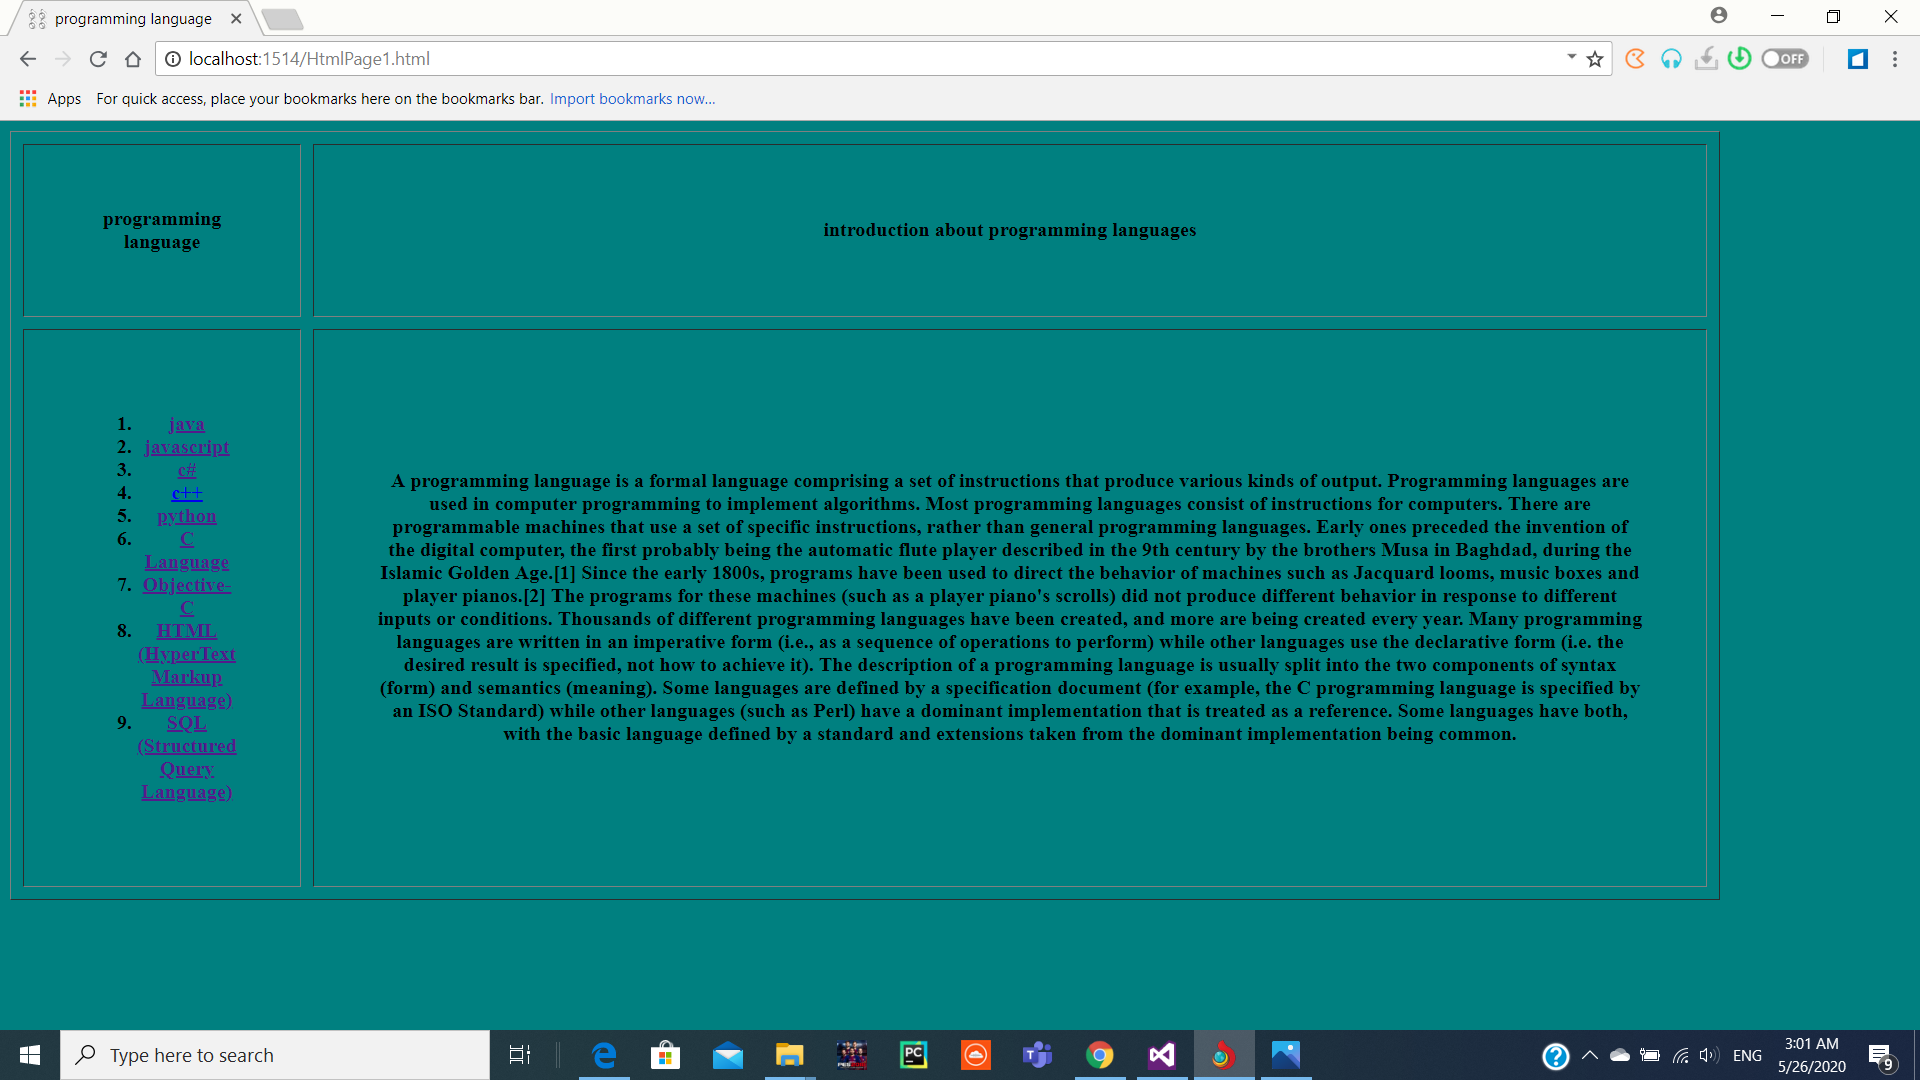 programming language
localhost:1514/HtmlPage1.html
OFF
Apps For quick access, place your bookmarks here on the bookmarks bar. Import bookmarks now...
programming
language
introduction about programming languages
1. java
2. javascript
3. c#
4. c++
5. python
6. C
Language
7. Objective-
C
8. HTML
(HyperText
Markup
Language)
9. SQL
(Structured
Query
Language)
A programming language is a formal language comprising a set of instructions that produce various kinds of output. Programming languages are
used in computer programming to implement algorithms. Most programming languages consist of instructions for computers. There are
programmable machines that use a set of specific instructions, rather than general programming languages. Early ones preceded the invention of
the digital computer, the first probably being the automatic flute player described in the 9th century by the brothers Musa in Baghdad, during the
Islamic Golden Age.[1] Since the early 1800s, programs have been used to direct the behavior of machines such as Jacquard looms, music boxes and
player pianos.[2] The programs for these machines (such as a player piano's scrolls) did not produce different behavior in response to different
inputs or conditions. Thousands of different programming languages have been created, and more are being created every year. Many programming
languages are written in an imperative form (i.e., as a sequence of operations to perform) while other languages use the declarative form (i.e. the
desired result is specified, not how to achieve it). The description of a programming language is usually split into the two components of syntax
(form) and semantics (meaning). Some languages are defined by a specification document (for example, the C programming language is specified by
an ISO Standard) while other languages (such as Perl) have a dominant implementation that is treated as a reference. Some languages have both,
with the basic language defined by a standard and extensions taken from the dominant implementation being common.
Type here to search
PC
T
ENG
3:01 AM
5/26/2020
9